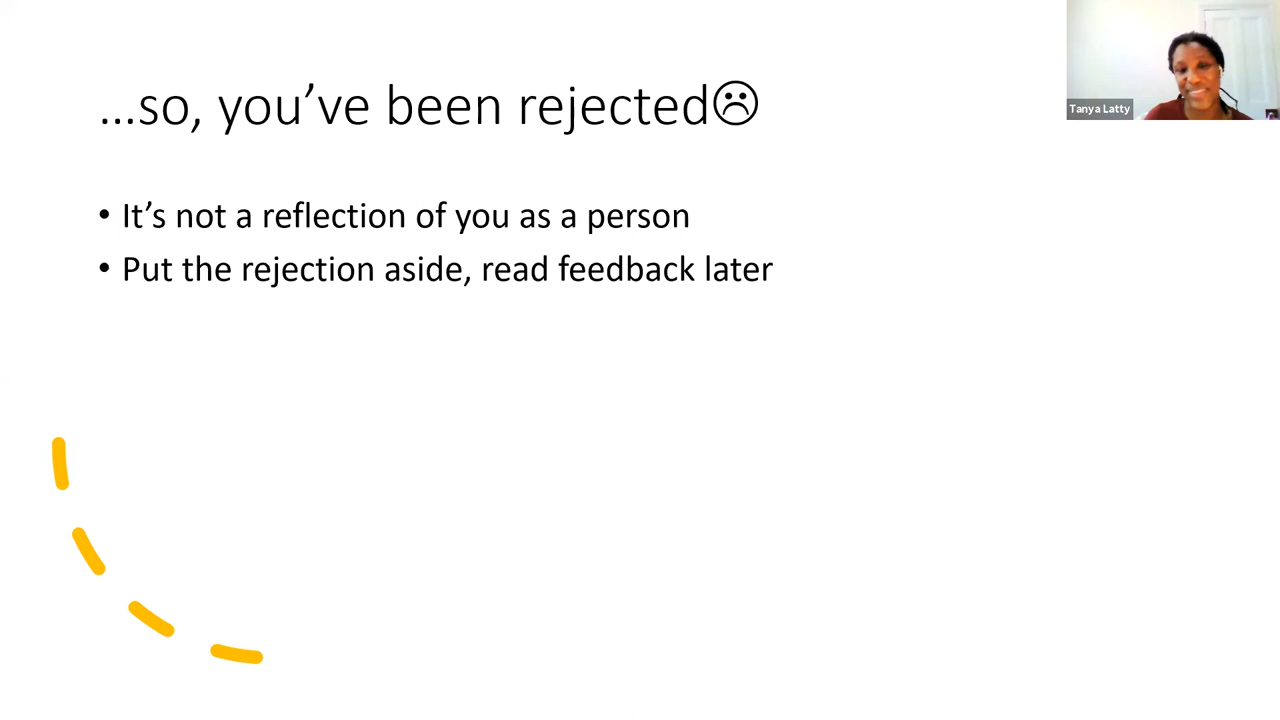 ...so, you’ve been rejected☹
• It’s not a reflection of you as a person
• Put the rejection aside, read feedback later
Tanya Latty